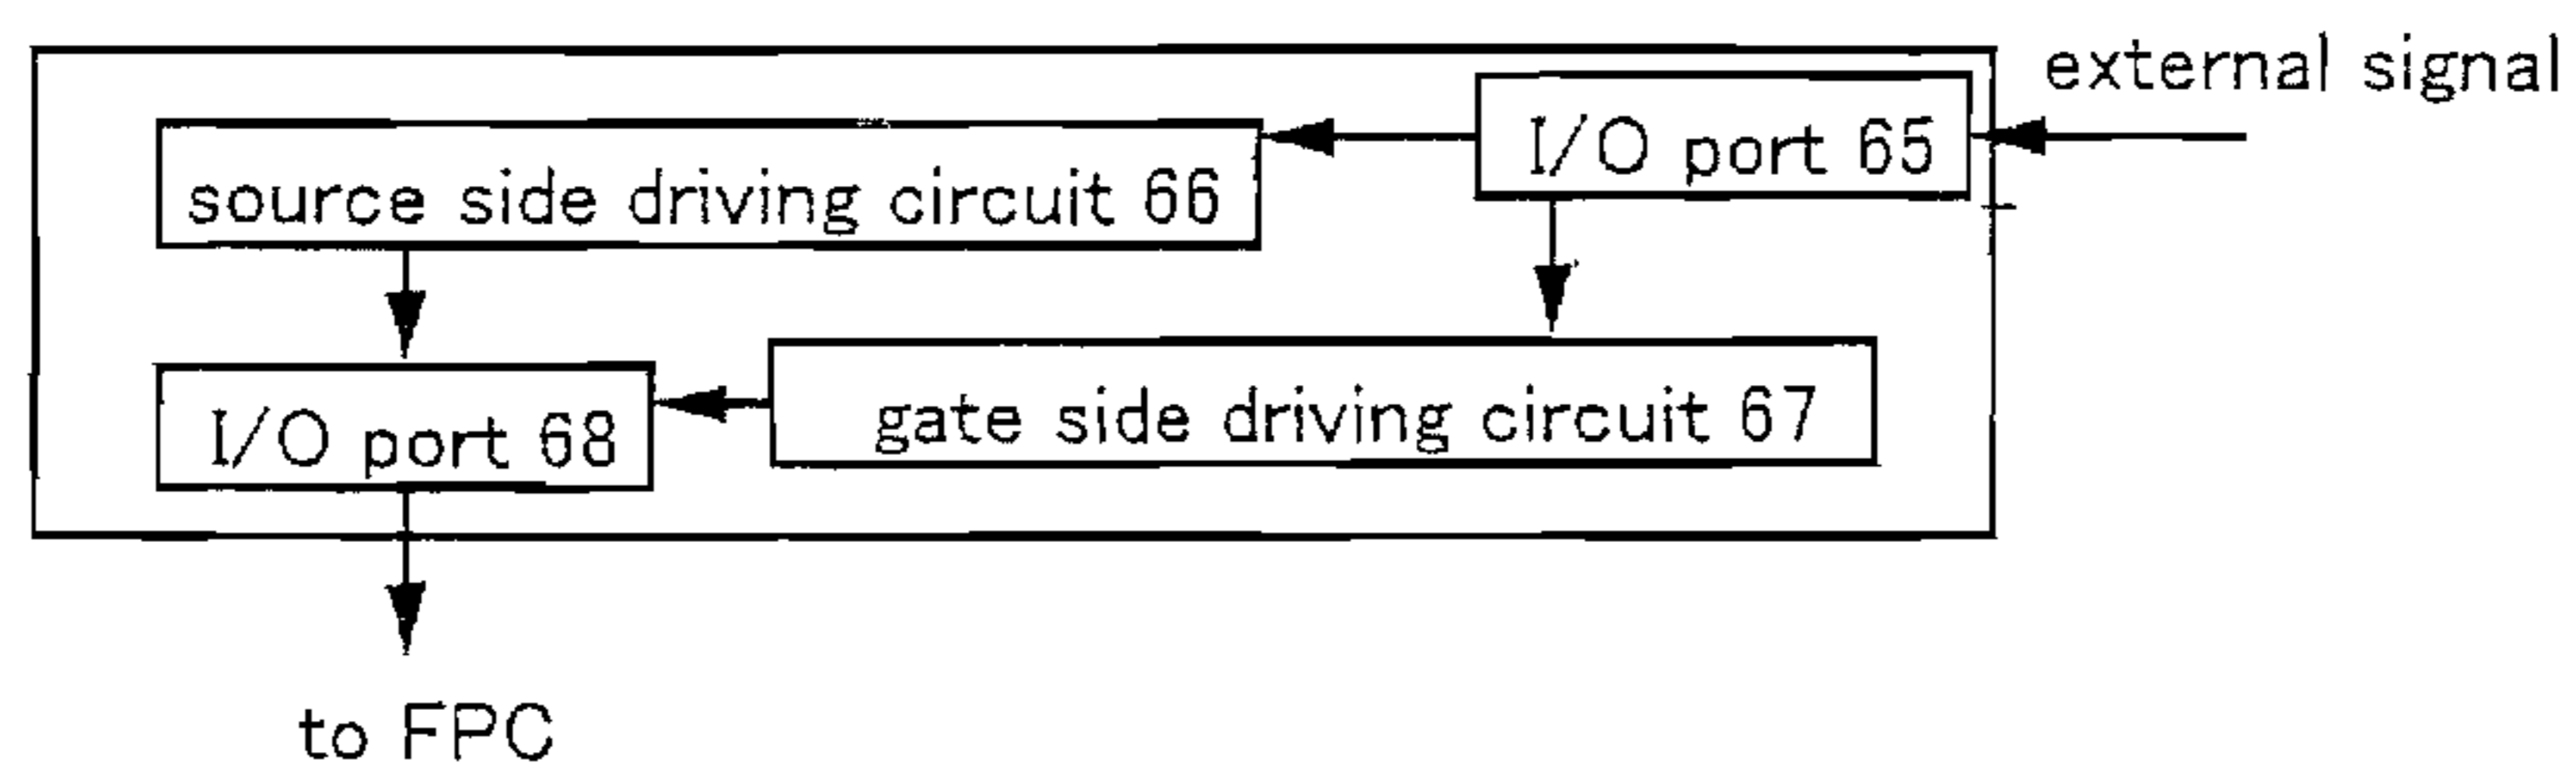 external signal
I/O port 65
source side driving circuit 66
gate side driving circuit 67
I/O port 68
to FPC